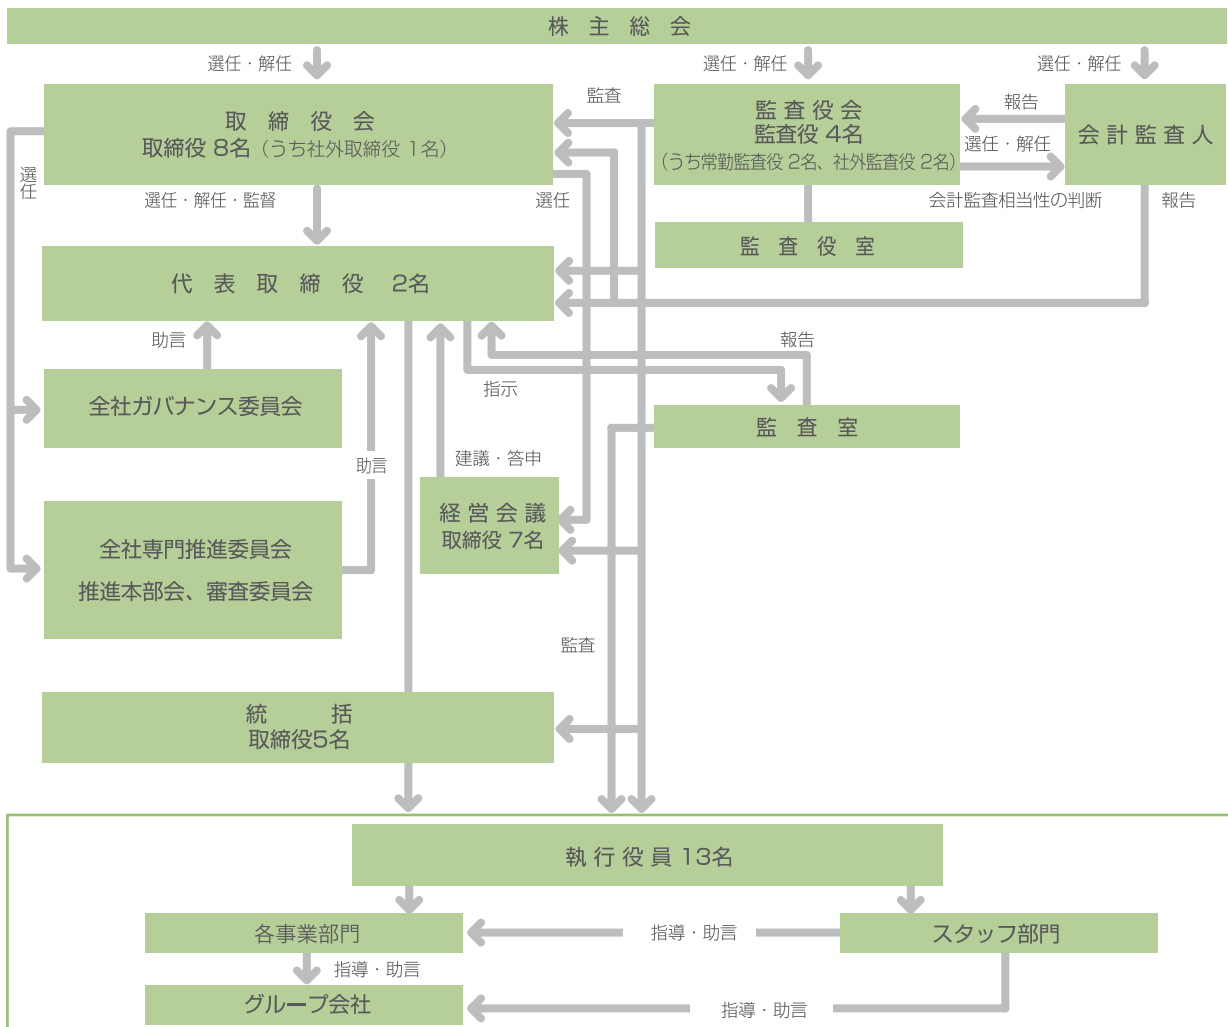 株主総会
選任・解任
選任・解任
選任・解任
取締役会
取締役 8名（うち社外取締役 1名）
監査
監査役会
監査役 4名
（うち常勤監査役 2名、社外監査役 2名）
報告
選任・解任
会計監査人
選任
選任・解任・監督
選任
会計監査相当性の判断
報告
監査役室
代表取締役 2名
助言
報告
指示
全社ガバナンス委員会
監査室
助言
建議・答申
経営会議
取締役 7名
全社専門推進委員会
推進本部会、審査委員会
監査
統括
取締役5名
執行役員 13名
各事業部門
指導・助言
スタッフ部門
指導・助言
グループ会社
指導・助言